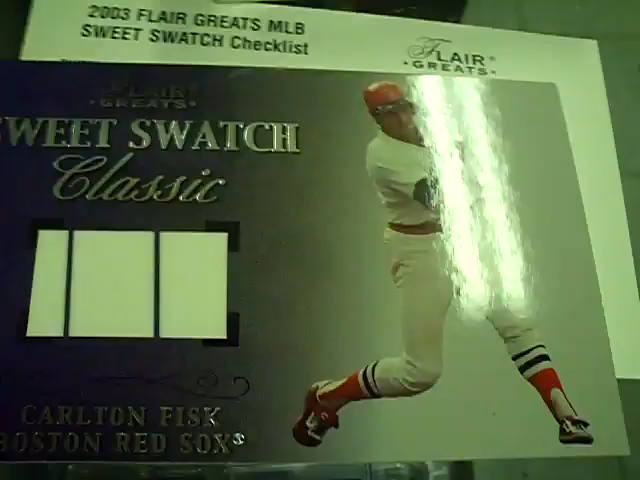 2003 FLAIR GREATS MLB
SWEET SWATCH Checklist
FLAIR®
·GREATS·
FLAIR
·GREATS·
SWEET SWATCH
Classic
CARLTON FISK
BOSTON RED SOX®